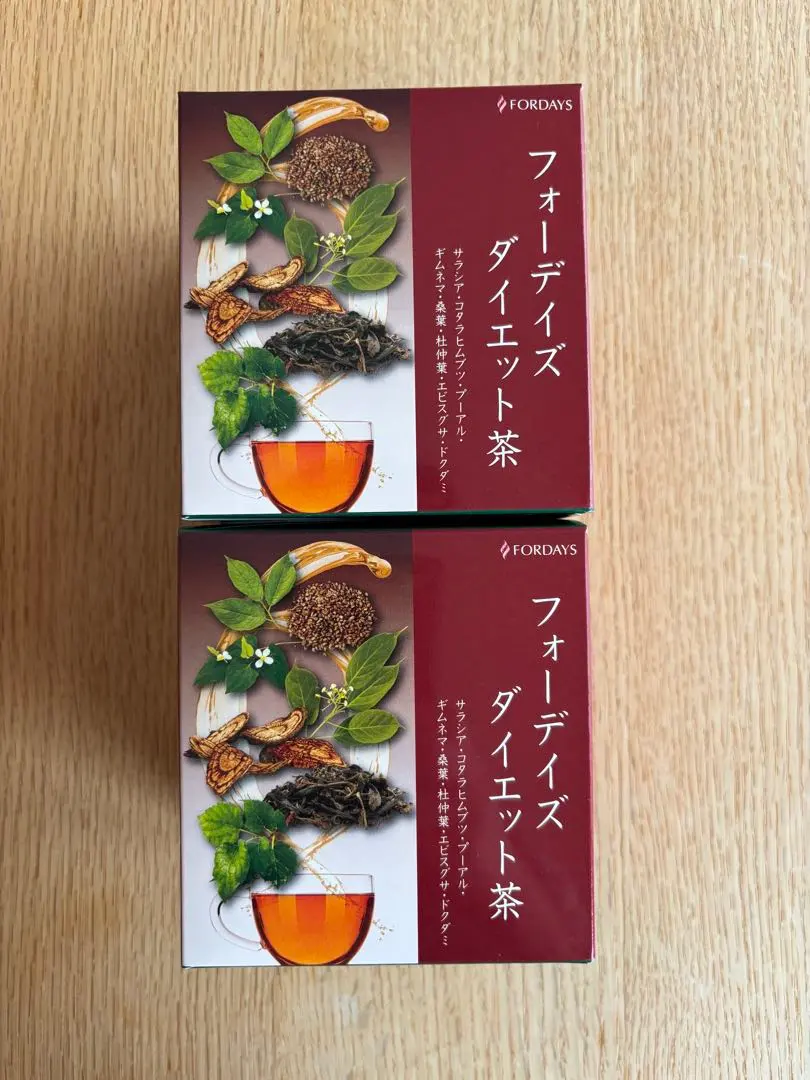 FORDAYS
フォーデイズ
ダイエット茶
サラシア・コタラヒムブツ・プーアル・
ギムネマ・桑葉・杜仲葉・エビスグサ・ドクダミ
FORDAYS
フォーデイズ
ダイエット茶
サラシア・コタラヒムブツ・プーアル・
ギムネマ・桑葉・杜仲葉・エビスグサ・ドクダミ